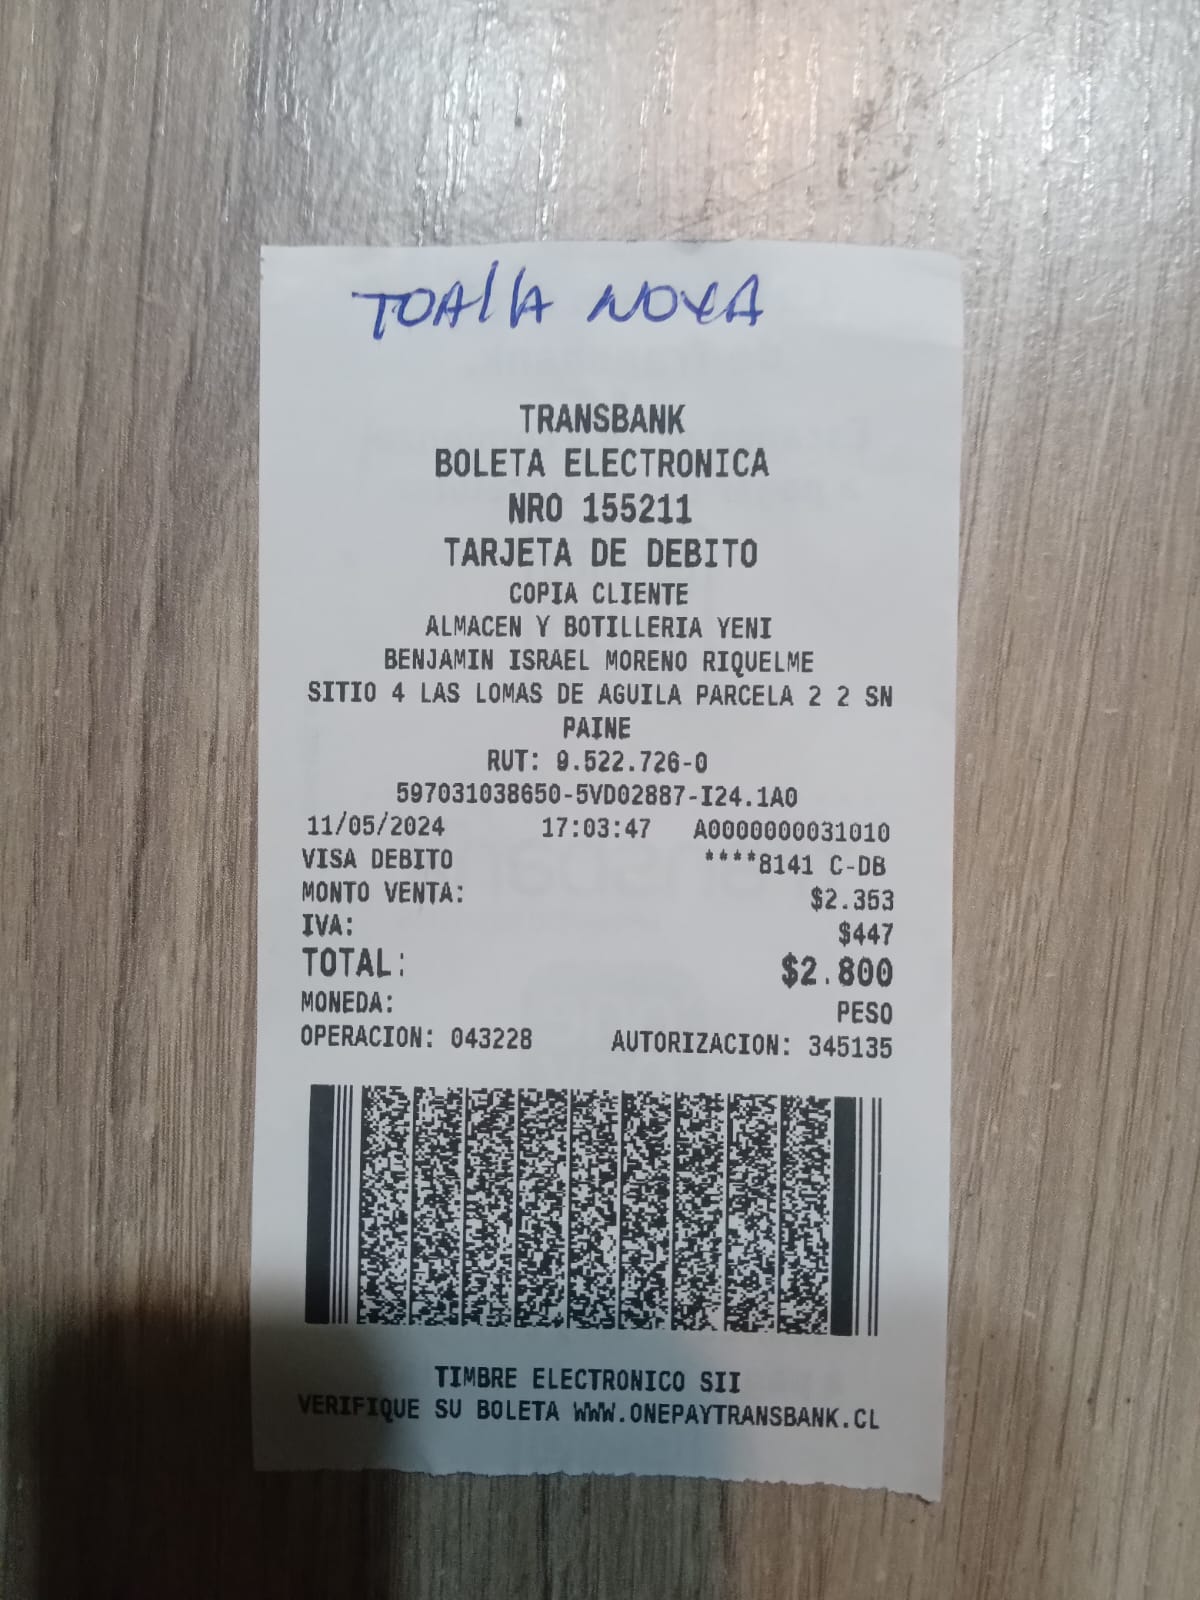 TOAllA NOVA
TRANSBANK
BOLETA ELECTRONICA
NRO 155211
TARJETA DE DEBITO
COPIA CLIENTE
ALMACEN Y BOTILLERIA YENI
BENJAMIN ISRAEL MORENO RIQUELME
SITIO 4 LAS LOMAS DE AGUILA PARCELA 2 2 SN
PAINE
RUT: 9.522.726-0
597031038650-5VD02887-I24.1A0
11/05/2024 17:03:47 A0000000031010
VISA DEBITO ****8141 C-DB
MONTO VENTA: $2.353
IVA: $447
TOTAL: $2.800
MONEDA: PESO
OPERACION: 043228 AUTORIZACION: 345135
TIMBRE ELECTRONICO SII
VERIFIQUE SU BOLETA WWW.ONEPAYTRANSBANK.CL